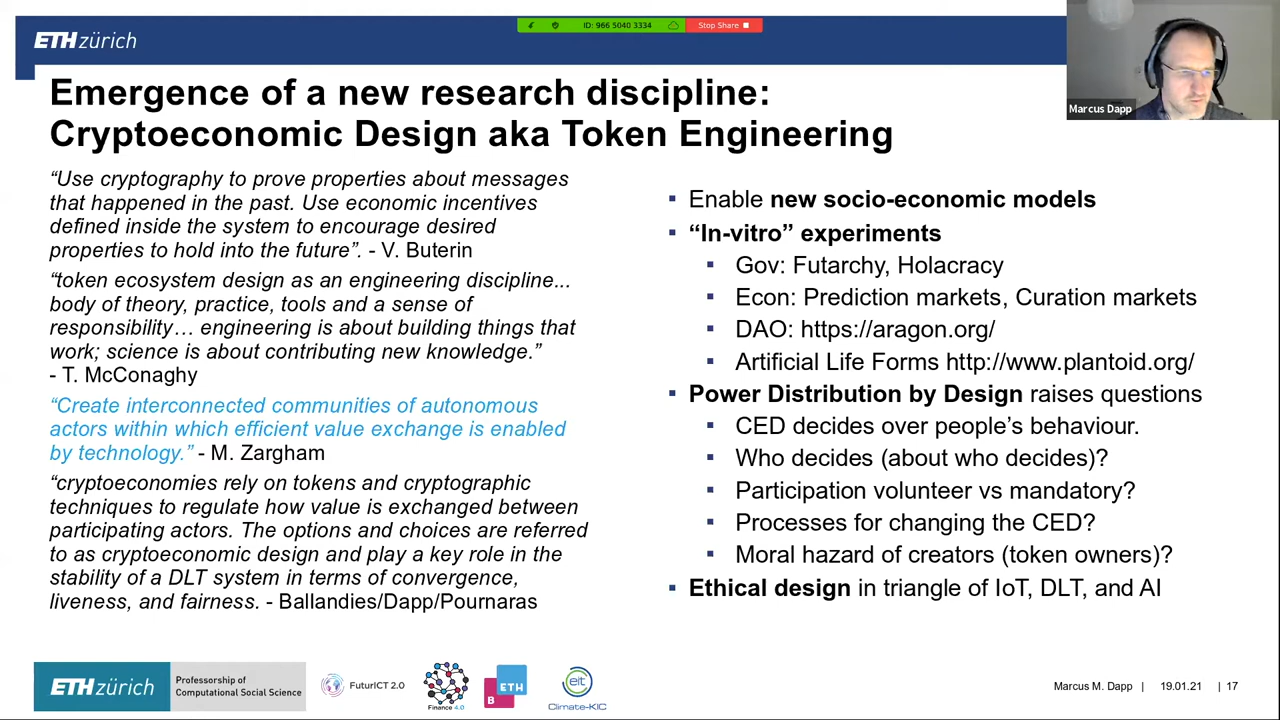 ID: 966 5040 3334
Stop Share
ETH zürich
Marcus Dapp
Emergence of a new research discipline:
Cryptoeconomic Design aka Token Engineering
“Use cryptography to prove properties about messages
that happened in the past. Use economic incentives
defined inside the system to encourage desired
properties to hold into the future”. - V. Buterin
“token ecosystem design as an engineering discipline...
body of theory, practice, tools and a sense of
responsibility… engineering is about building things that
work; science is about contributing new knowledge.”
- T. McConaghy
“Create interconnected communities of autonomous
actors within which efficient value exchange is enabled
by technology.” - M. Zargham
“cryptoeconomies rely on tokens and cryptographic
techniques to regulate how value is exchanged between
participating actors. The options and choices are referred
to as cryptoeconomic design and play a key role in the
stability of a DLT system in terms of convergence,
liveness, and fairness. - Ballandies/Dapp/Pournaras
▪ Enable new socio-economic models
▪ “In-vitro” experiments
▪ Gov: Futarchy, Holacracy
▪ Econ: Prediction markets, Curation markets
▪ DAO: https://aragon.org/
▪ Artificial Life Forms http://www.plantoid.org/
▪ Power Distribution by Design raises questions
▪ CED decides over people’s behaviour.
▪ Who decides (about who decides)?
▪ Participation volunteer vs mandatory?
▪ Processes for changing the CED?
▪ Moral hazard of creators (token owners)?
▪ Ethical design in triangle of IoT, DLT, and AI
ETH zürich
Professorship of
Computational Social Science
FuturICT 2.0
Finance 4.0
B
ETH
eit
Climate-KIC
Marcus M. Dapp | 19.01.21 | 17